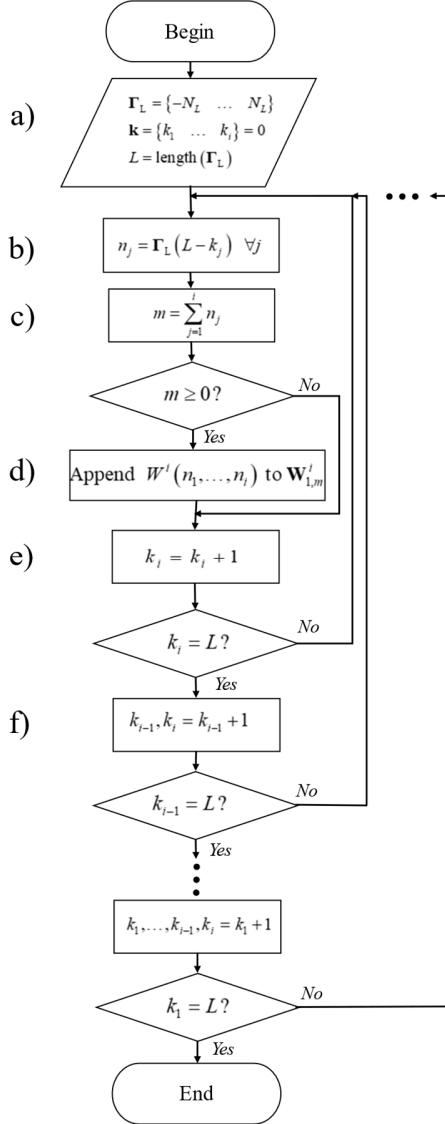 Begin
a)
Γ_L = {−N_L … N_L}
k = {k_1 … k_i} = 0
L = length(Γ_L)
b)
n_j = Γ_L(L − k_j) ∀j
c)
m = ∑_{j=1}^{i} n_j
m ≥ 0?
No
Yes
d)
Append W^i(n_1,…,n_i) to W^i_{1,m}
e)
k_i = k_i + 1
k_i = L?
No
Yes
f)
k_{i−1}, k_i = k_{i−1} + 1
k_{i−1} = L?
No
Yes
k_1,…,k_{i−1}, k_i = k_1 + 1
k_1 = L?
No
Yes
End